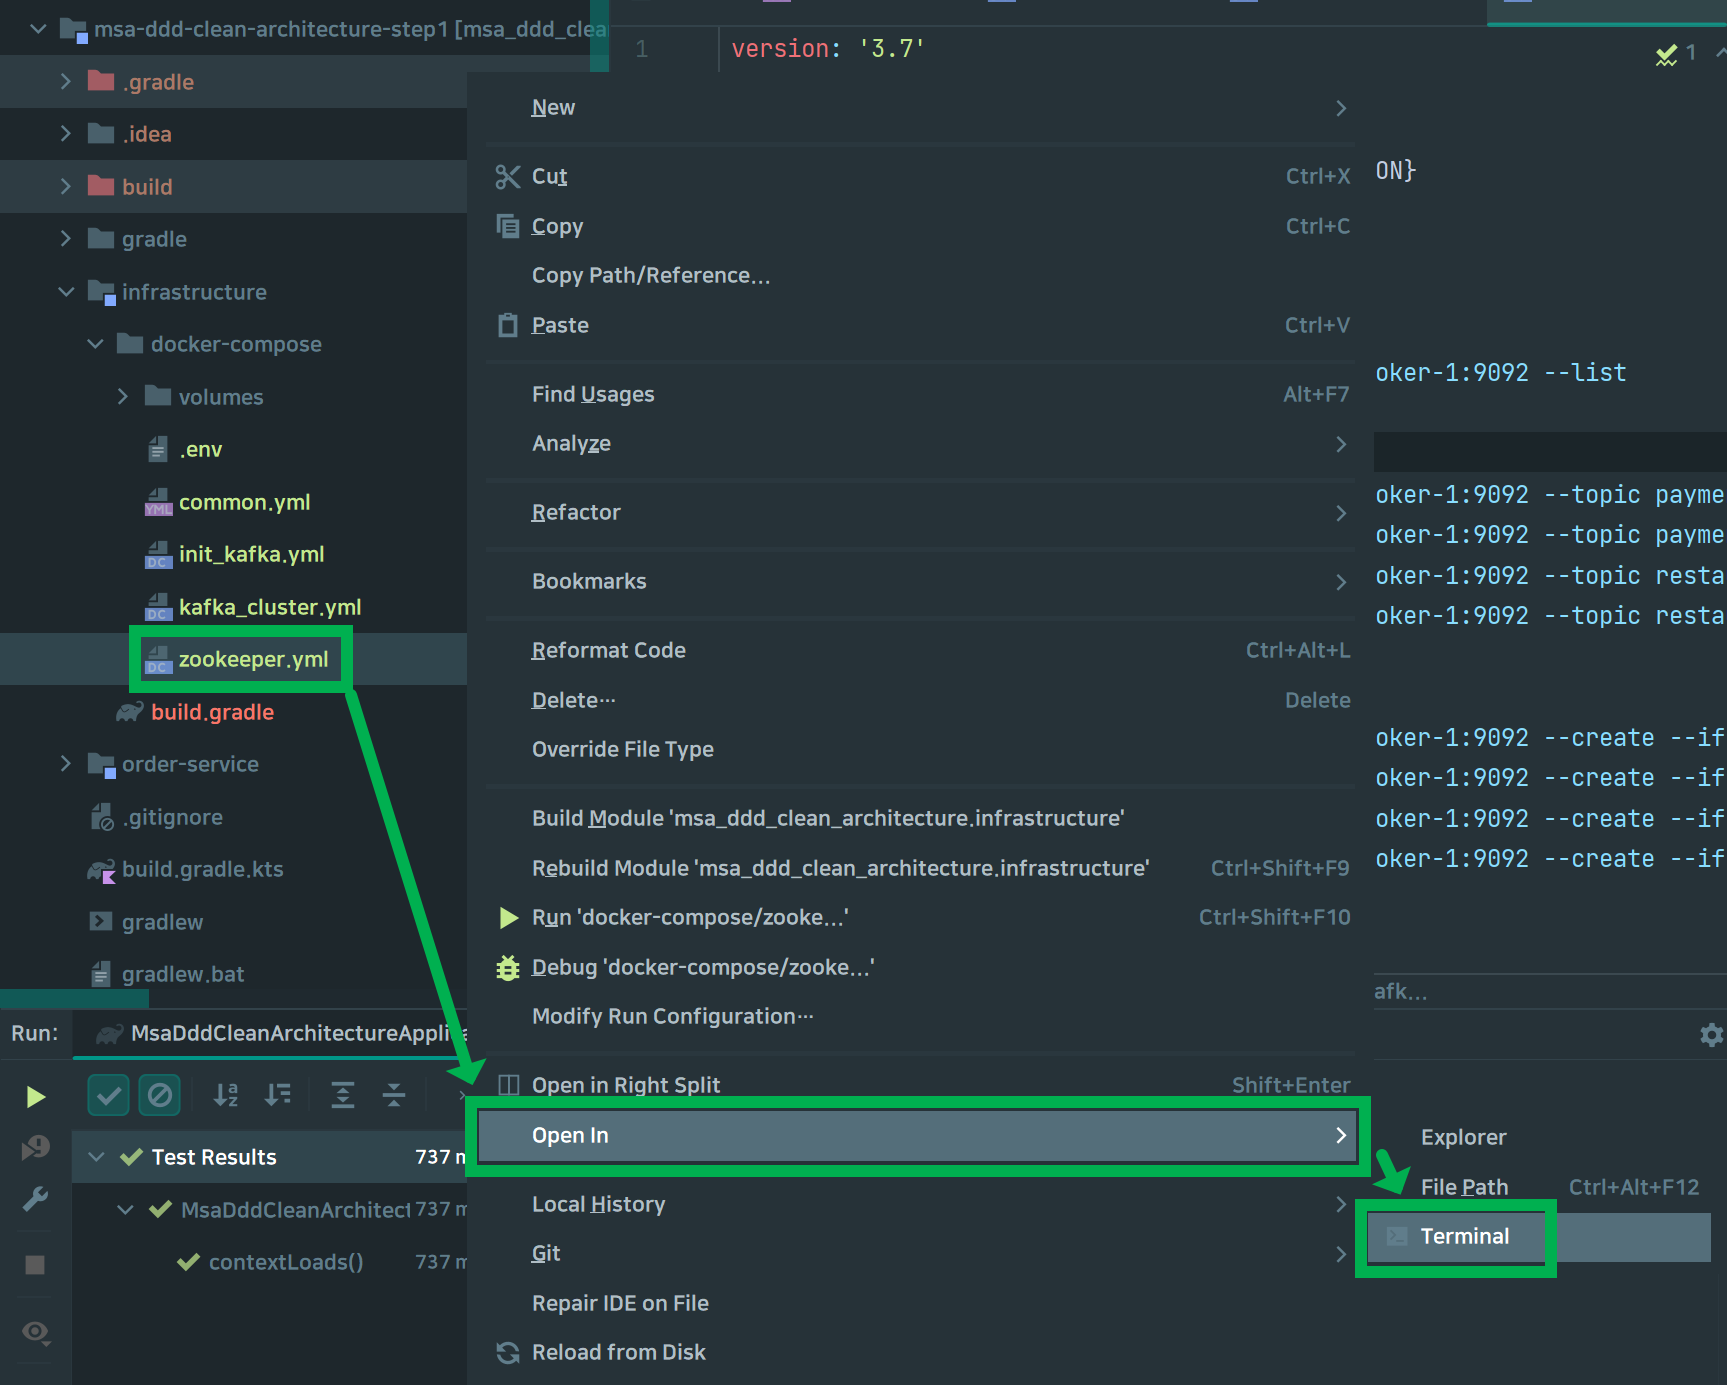 msa-ddd-clean-architecture-step1 [msa_ddd_clea
.gradle
.idea
build
gradle
infrastructure
docker-compose
volumes
.env
YML common.yml
DC init_kafka.yml
DC kafka_cluster.yml
DC zookeeper.yml
build.gradle
order-service
.gitignore
build.gradle.kts
gradlew
gradlew.bat
1 version: '3.7'
1
New
Cut Ctrl+X
Copy Ctrl+C
Copy Path/Reference...
Paste Ctrl+V
Find Usages Alt+F7
Analyze
Refactor
Bookmarks
Reformat Code Ctrl+Alt+L
Delete... Delete
Override File Type
Build Module 'msa_ddd_clean_architecture.infrastructure'
Rebuild Module 'msa_ddd_clean_architecture.infrastructure' Ctrl+Shift+F9
Run 'docker-compose/zooke...' Ctrl+Shift+F10
Debug 'docker-compose/zooke...'
Modify Run Configuration...
Open in Right Split Shift+Enter
Open In
Local History
Git
Repair IDE on File
Reload from Disk
Explorer
File Path Ctrl+Alt+F12
Terminal
ON}
oker-1:9092 --list
oker-1:9092 --topic payme
oker-1:9092 --topic payme
oker-1:9092 --topic resta
oker-1:9092 --topic resta
oker-1:9092 --create --if
oker-1:9092 --create --if
oker-1:9092 --create --if
oker-1:9092 --create --if
afk...
Run: MsaDddCleanArchitectureApplica
Test Results 737 m
MsaDddCleanArchitect 737 m
contextLoads() 737 m